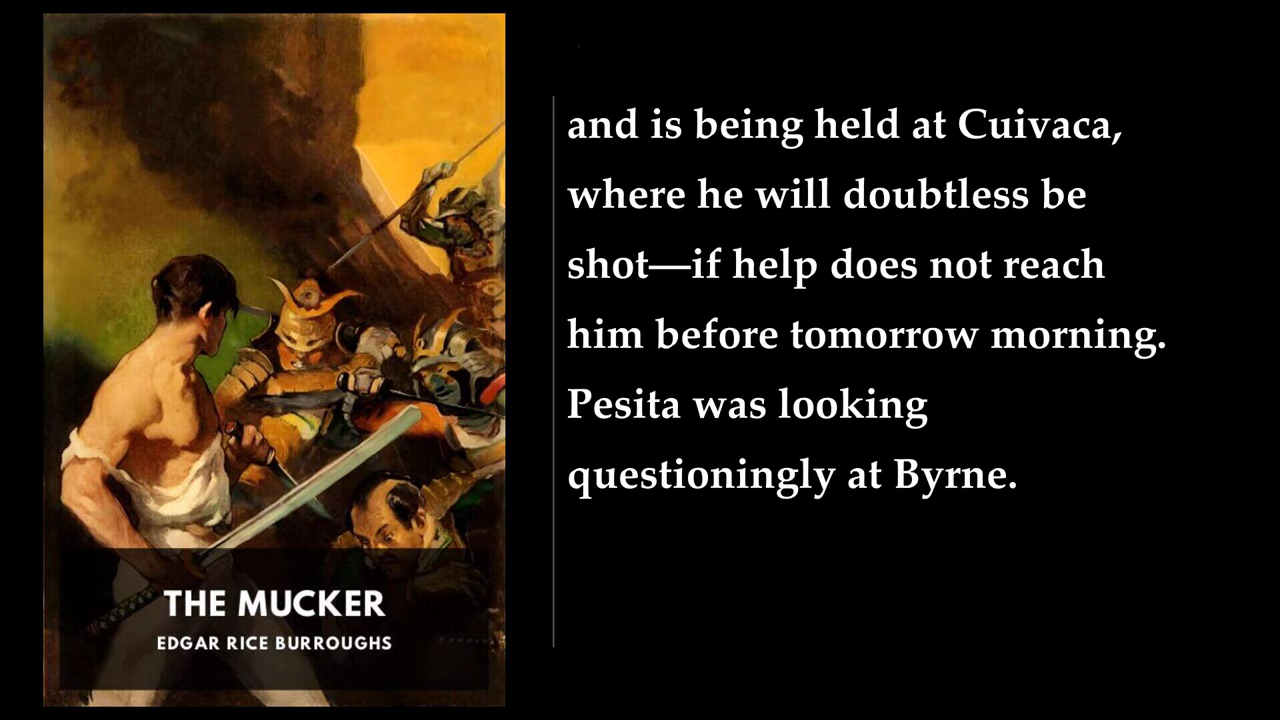 and is being held at Cuivaca,
where he will doubtless be
shot—if help does not reach
him before tomorrow morning.
Pesita was looking
questioningly at Byrne.
THE MUCKER
EDGAR RICE BURROUGHS